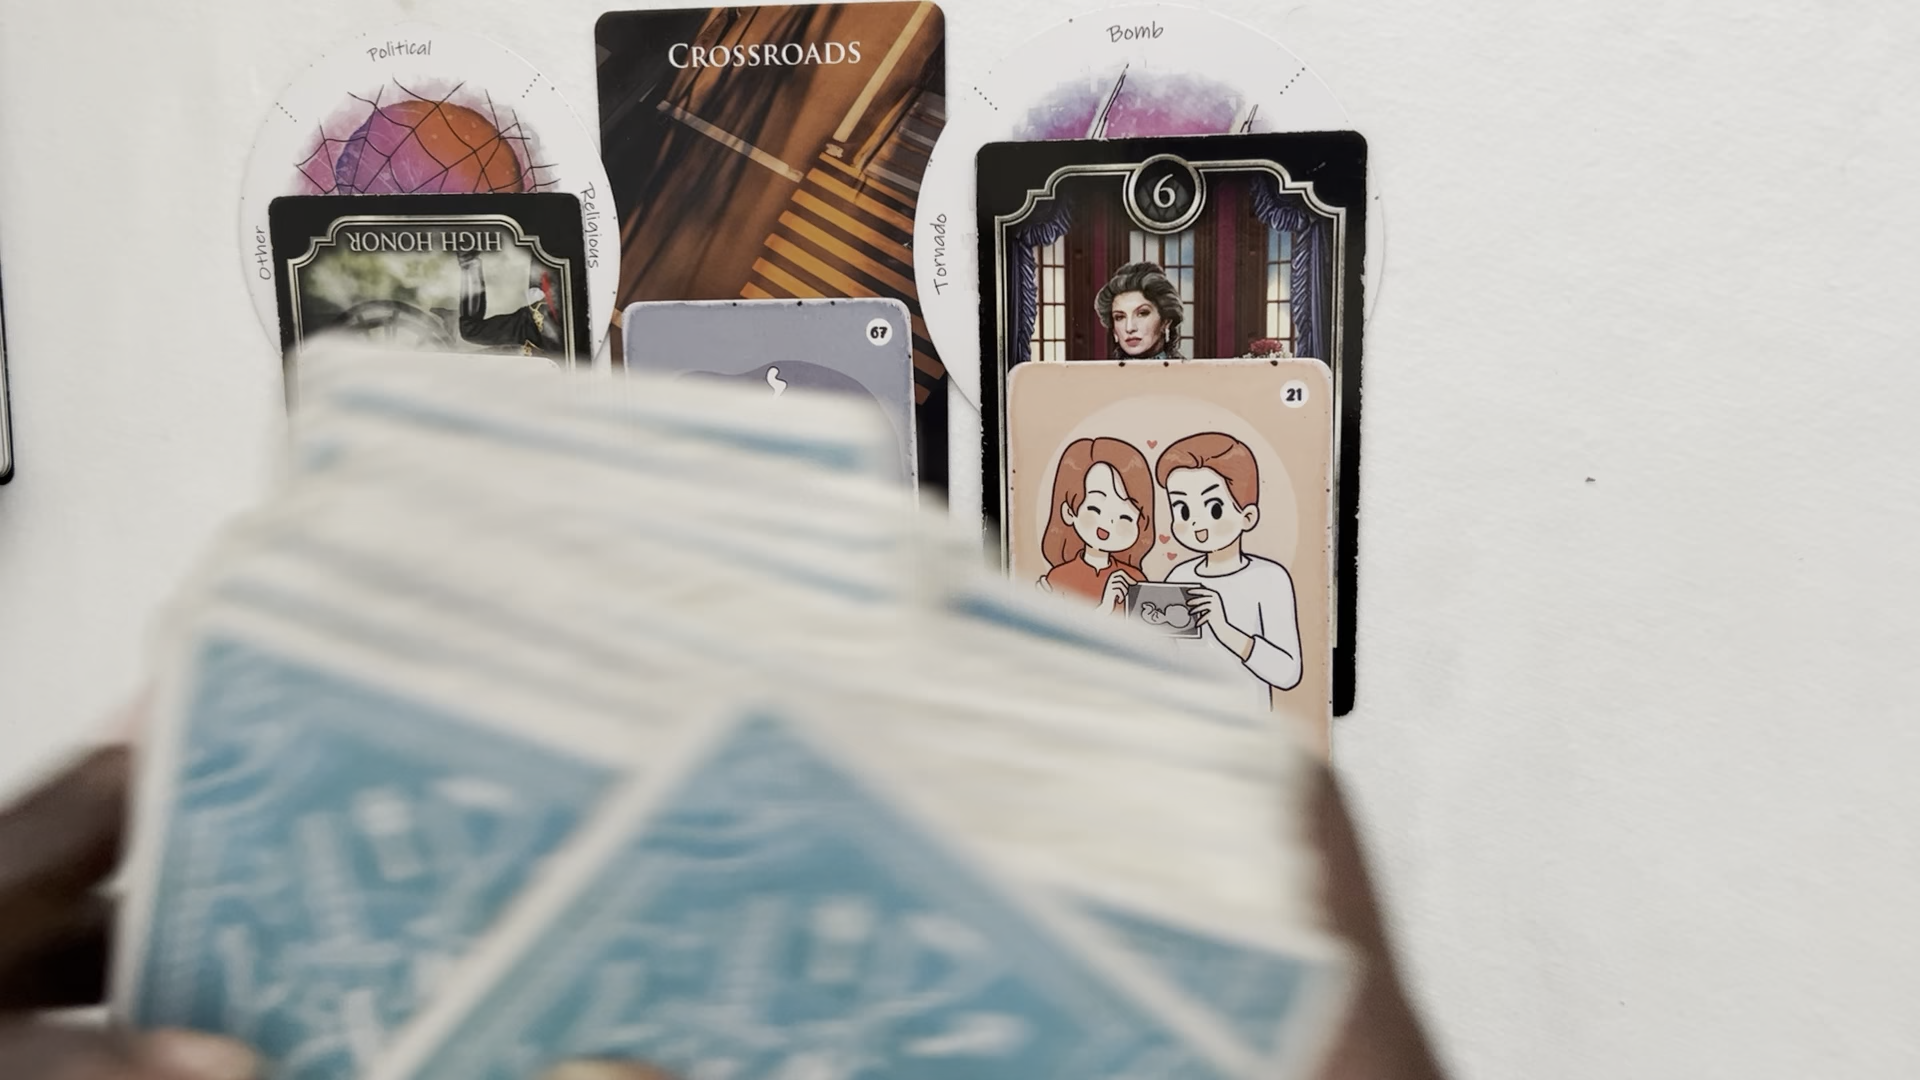 Political
Religious
Other
HIGH HONOR
CROSSROADS
67
Bomb
Tornado
6
21